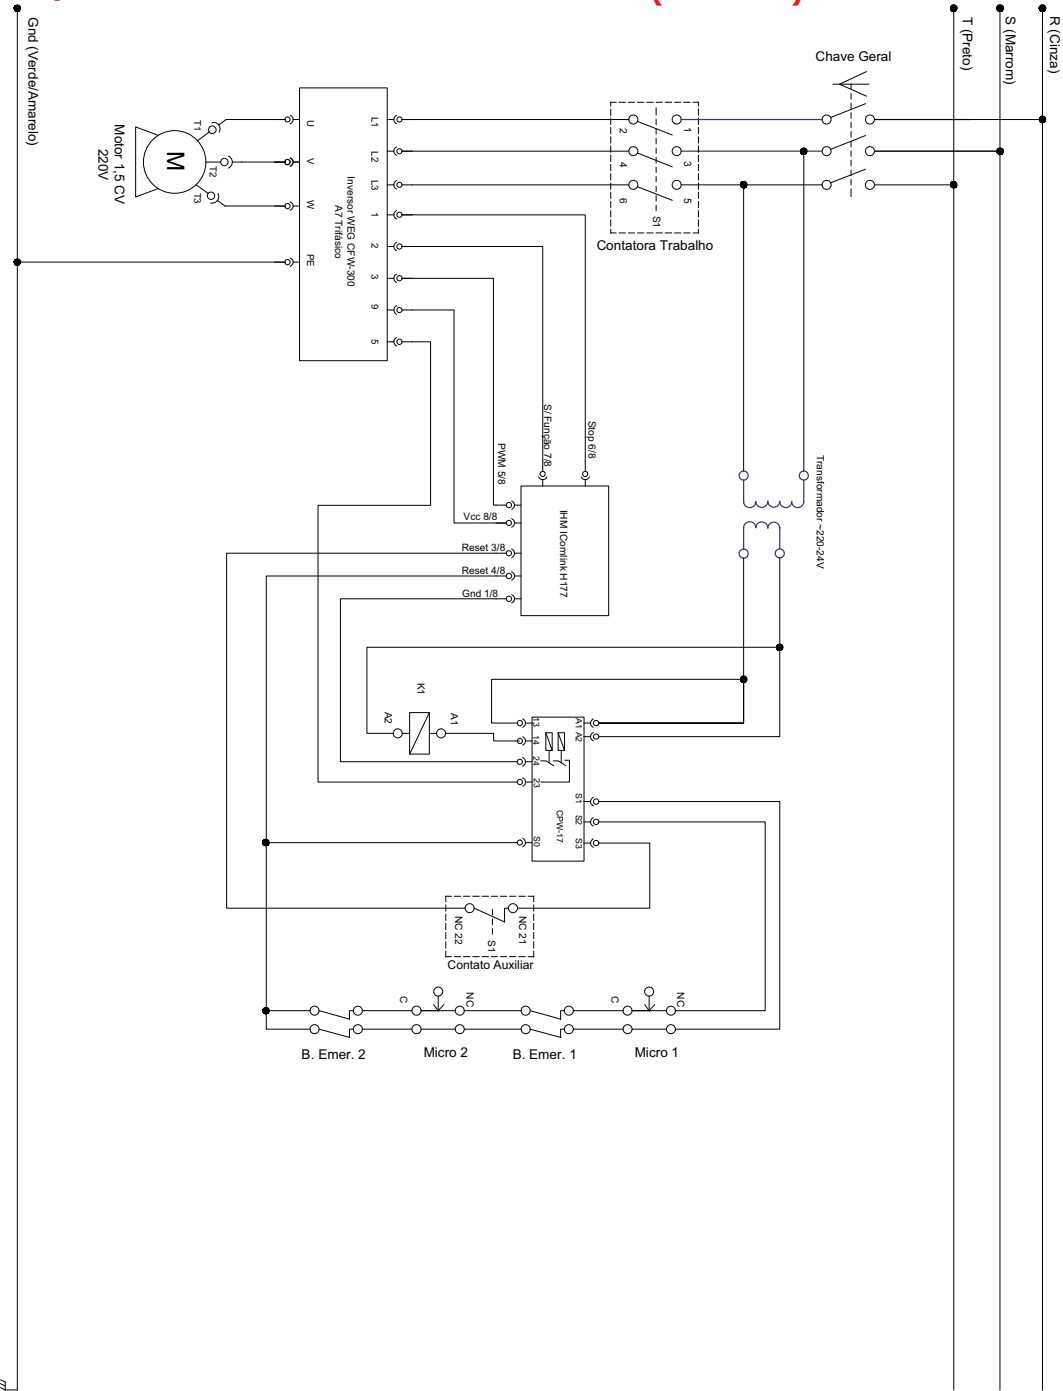 Gnd (Verde/Amarelo)
T (Preto)
S (Marrom)
R (Cinza)
Chave Geral
1
2
3
4
5
6
S1
Contatora Trabalho
T1
T2
T3
M
Motor 1,5 CV
220V
U
V
W
PE
Inversor WEG CFW-300
A7 Trifásico
L1
L2
L3
1
2
3
9
5
Stop 6/8
S/ Função 7/8
PWM 5/8
Vcc 8/8
Reset 3/8
Reset 4/8
Gnd 1/8
IHM IComlink H177
Transformador ~220-24V
K1
A1
A2
13
14
24
23
S0
A1
A2
S1
S2
S3
CPW-17
NC 21
NC 22
S1
Contato Auxiliar
C
NC
C
NC
B. Emer. 2
Micro 2
B. Emer. 1
Micro 1